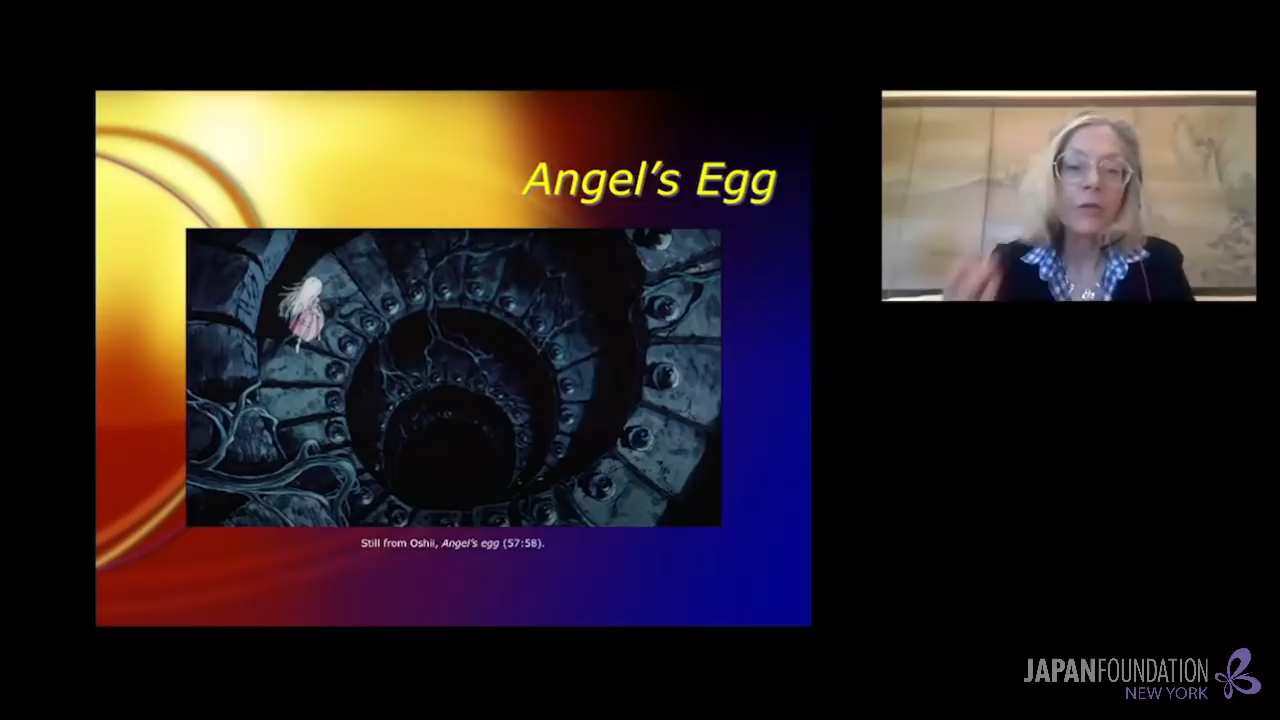 Angel's Egg
Still from Oshii, Angel's egg (57:58).
JAPANFOUNDATION
NEW YORK